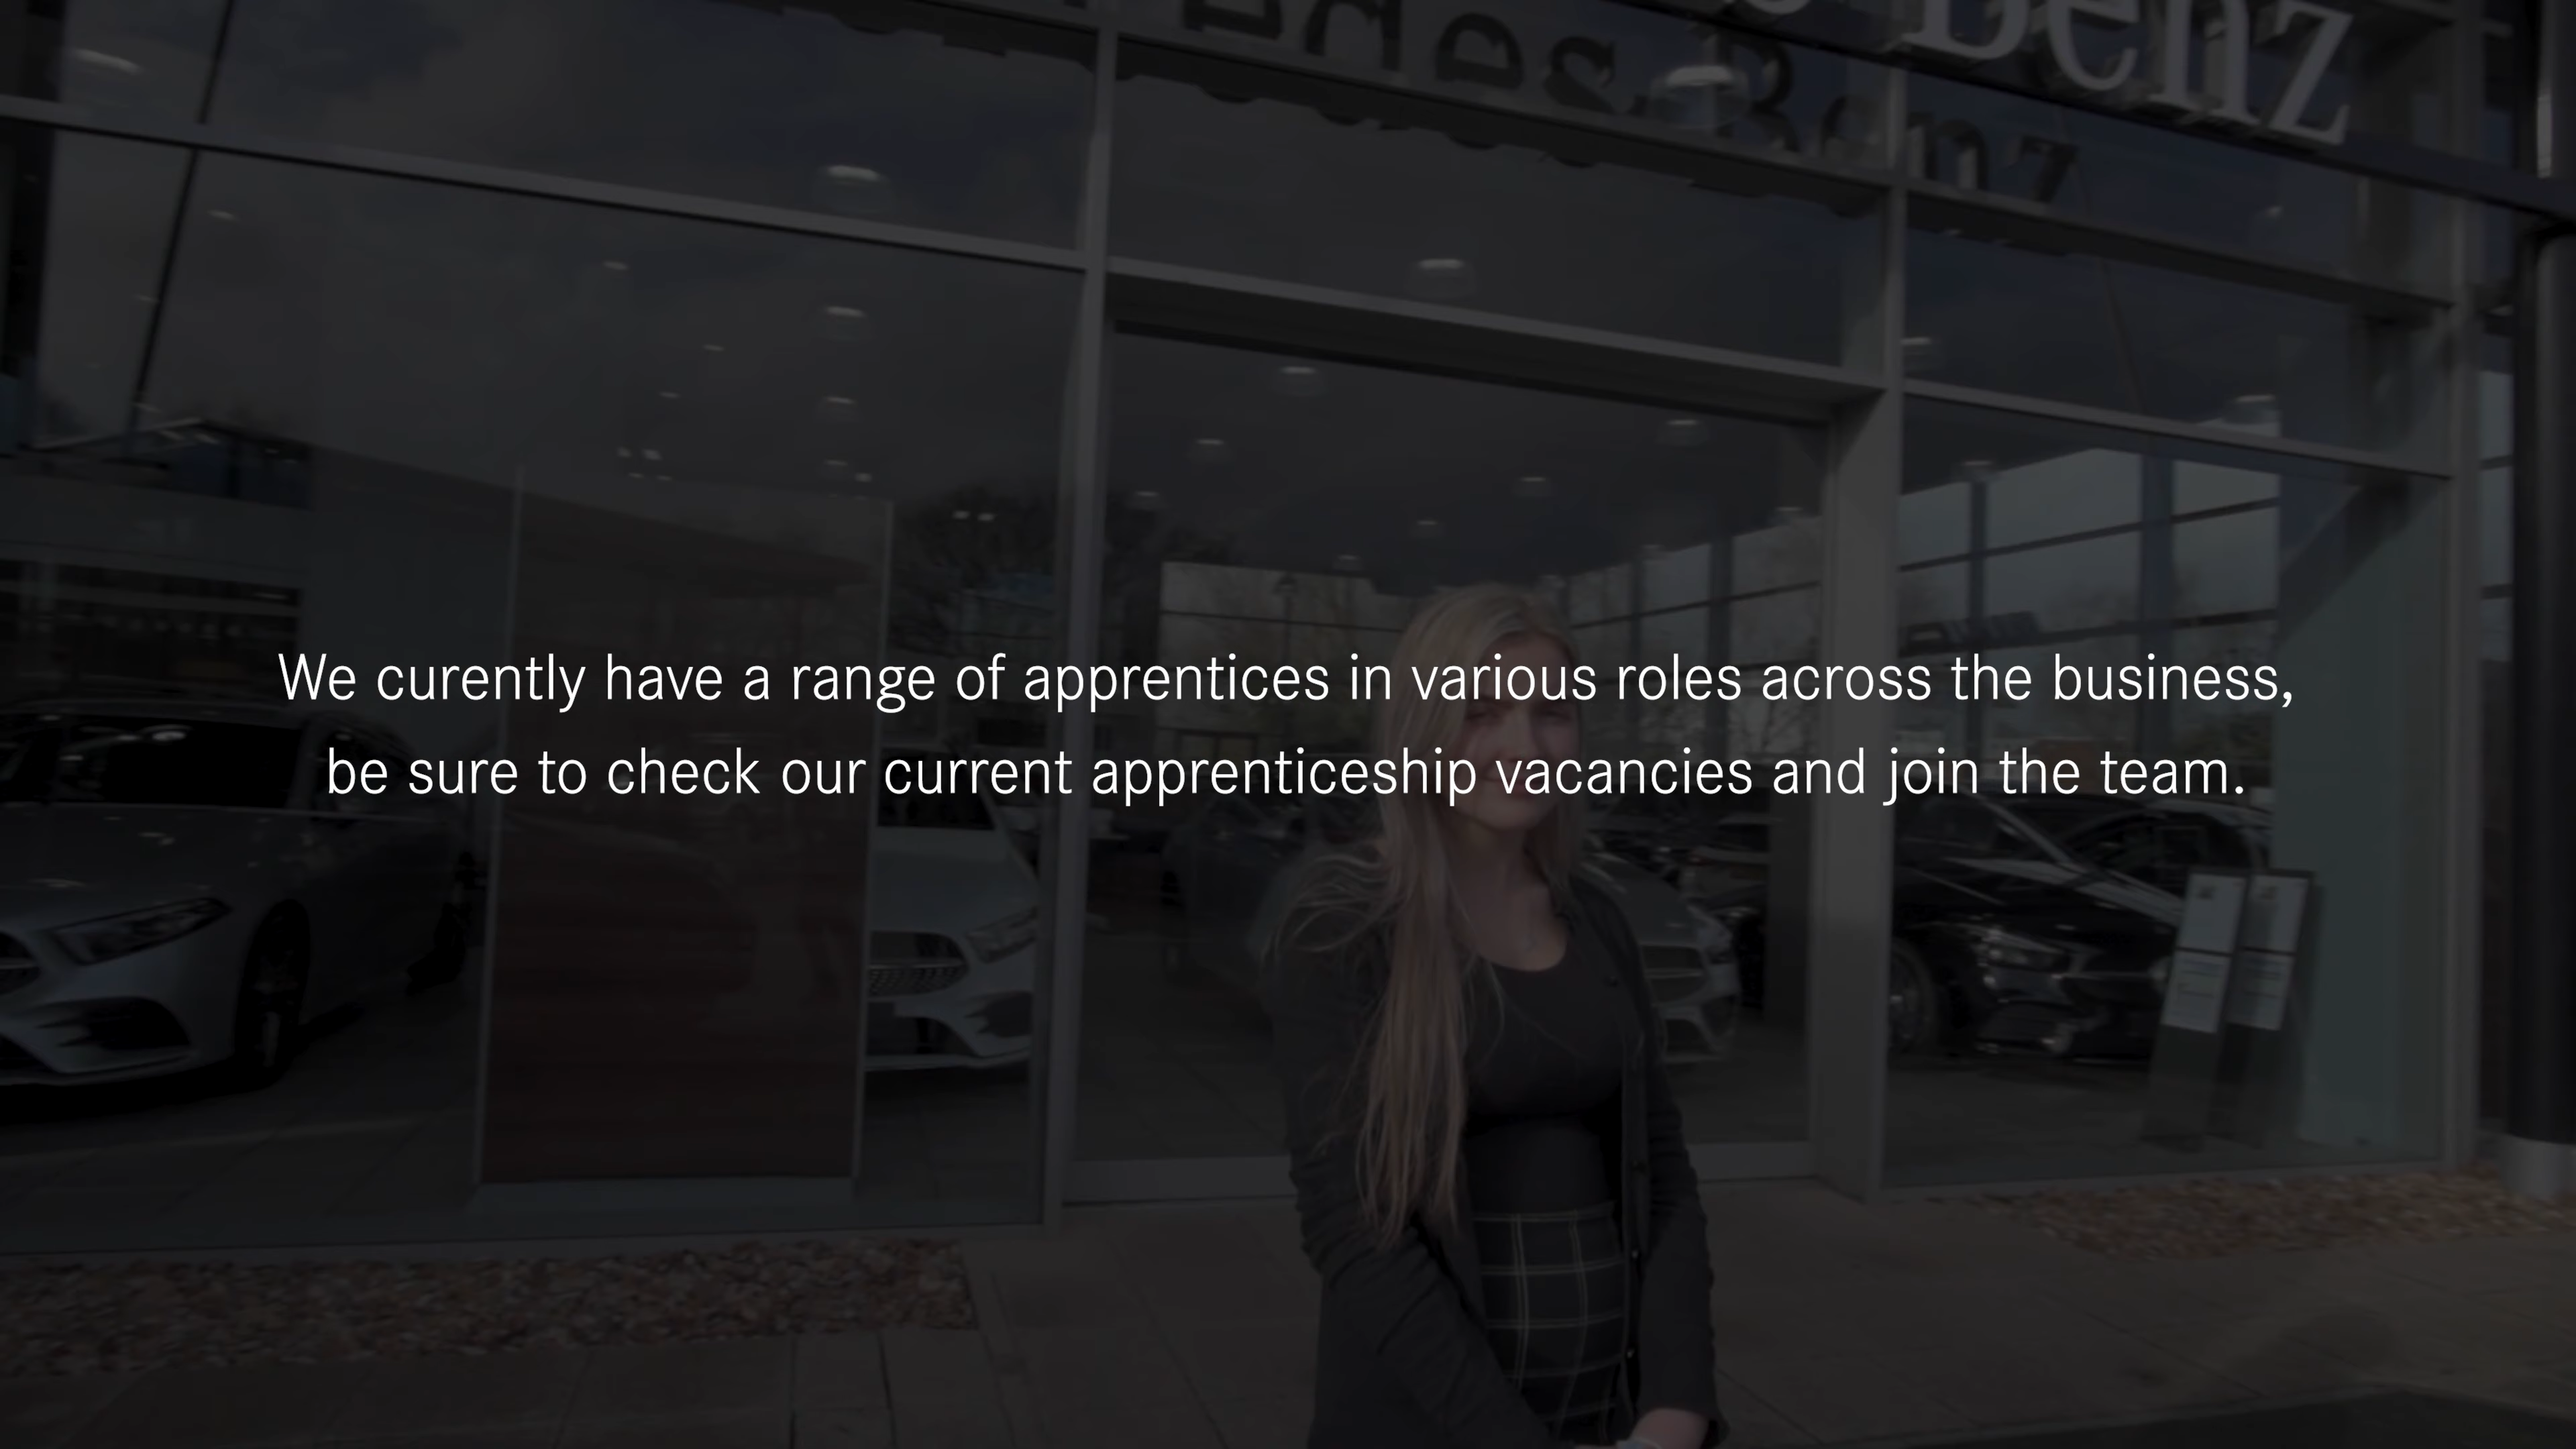 Benz
We curently have a range of apprentices in various roles across the business,
be sure to check our current apprenticeship vacancies and join the team.